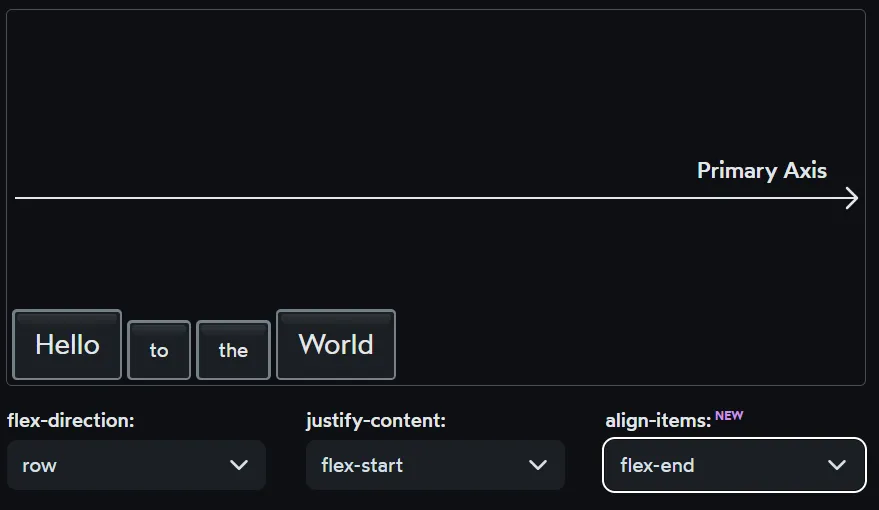 Primary Axis
Hello to the World
flex-direction: justify-content: align-items: NEW
row flex-start flex-end